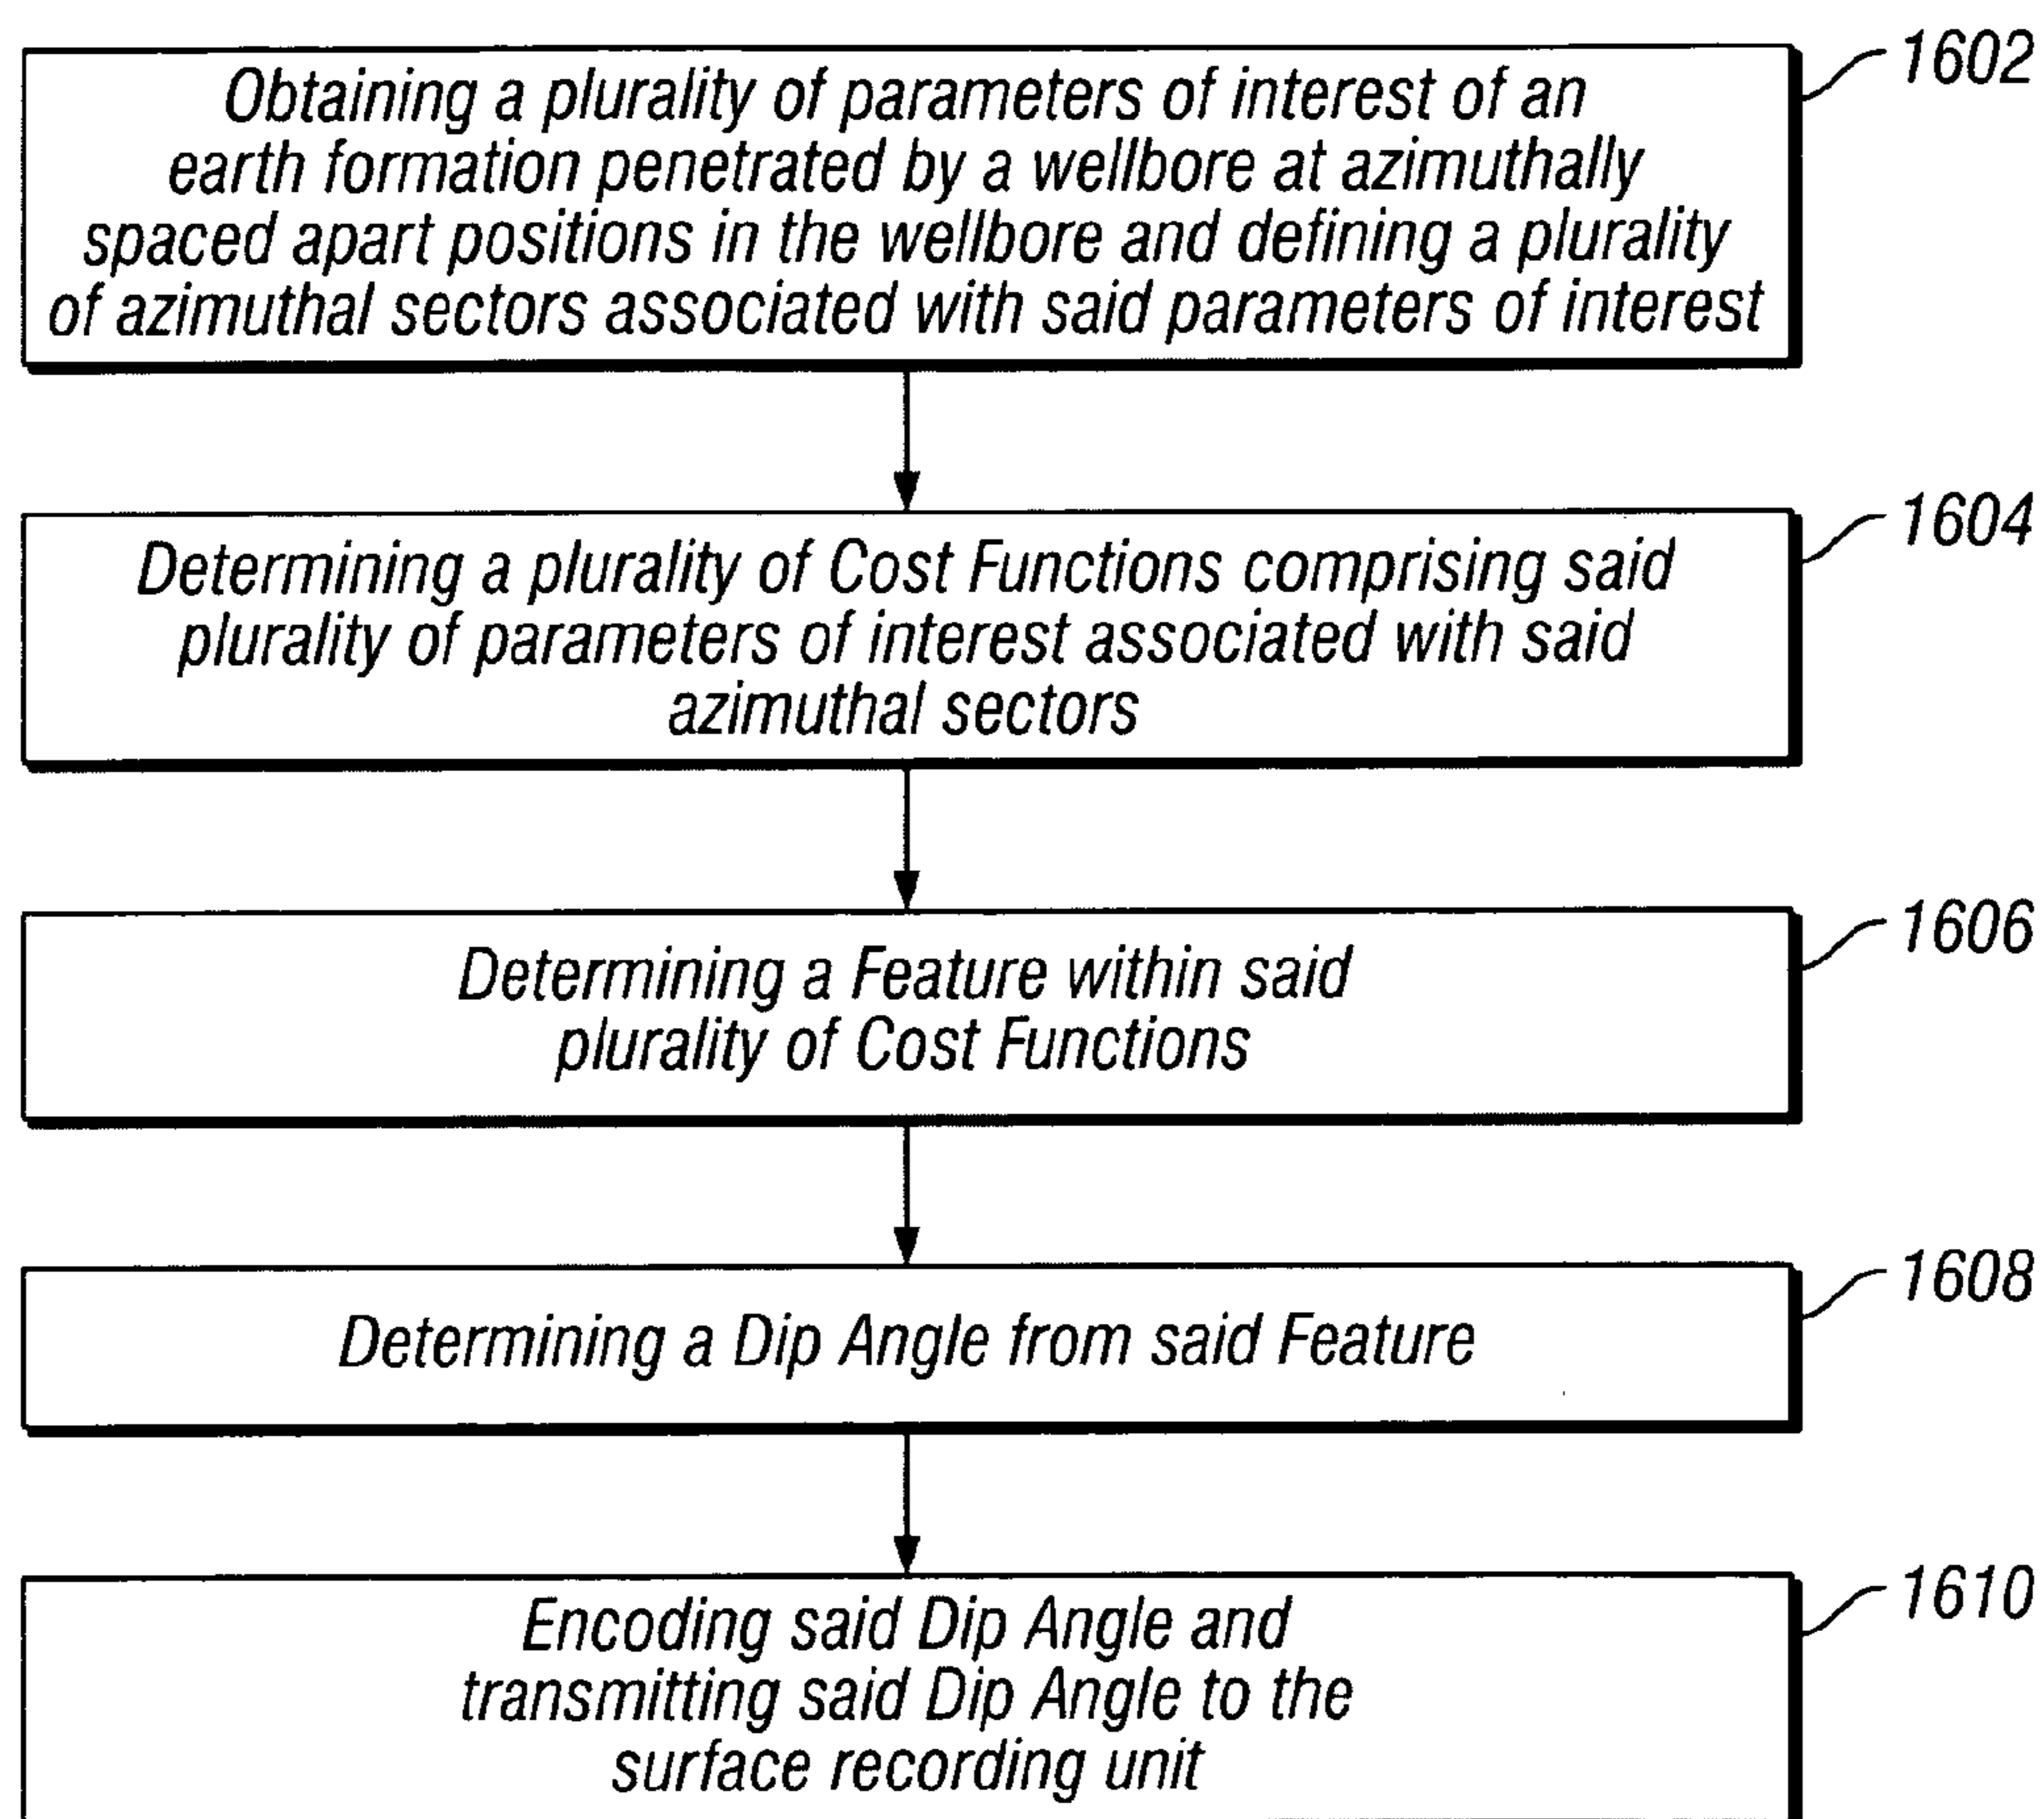 1602
Obtaining a plurality of parameters of interest of an
earth formation penetrated by a wellbore at azimuthally
spaced apart positions in the wellbore and defining a plurality
of azimuthal sectors associated with said parameters of interest
1604
Determining a plurality of Cost Functions comprising said
plurality of parameters of interest associated with said
azimuthal sectors
1606
Determining a Feature within said
plurality of Cost Functions
1608
Determining a Dip Angle from said Feature
1610
Encoding said Dip Angle and
transmitting said Dip Angle to the
surface recording unit